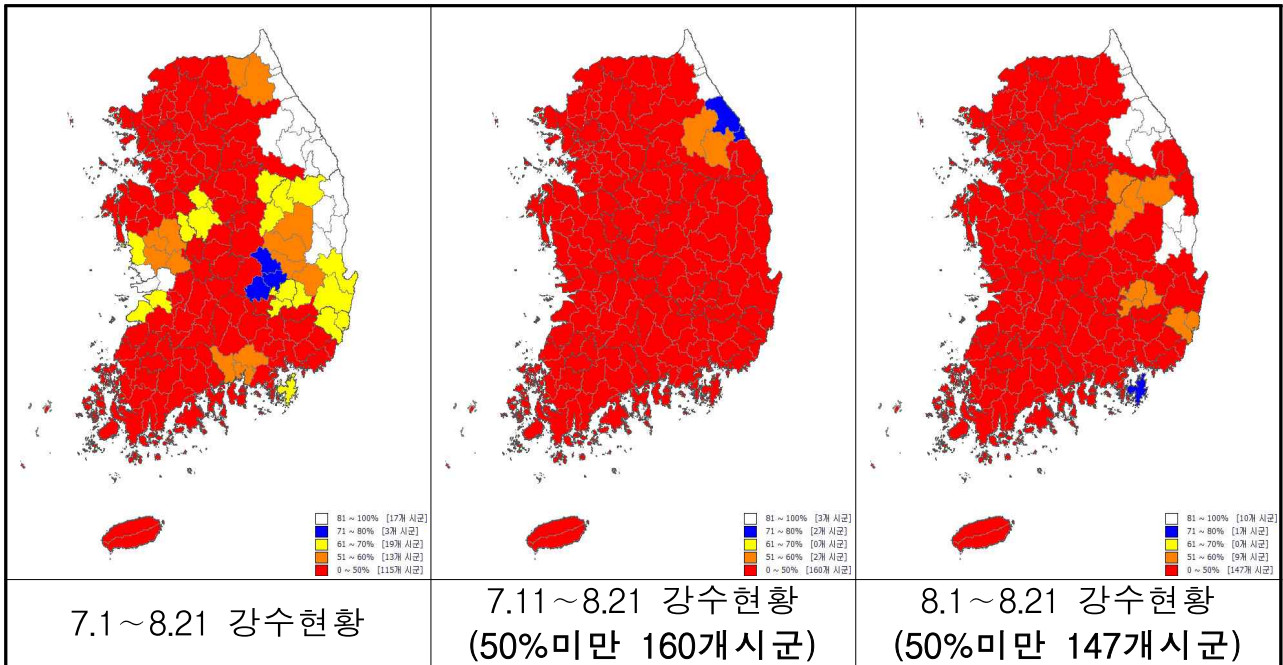 81 ~ 100% [17개 시군]
71 ~ 80% [3개 시군]
61 ~ 70% [19개 시군]
51 ~ 60% [13개 시군]
0 ~ 50% [115개 시군]
81 ~ 100% [3개 시군]
71 ~ 80% [2개 시군]
61 ~ 70% [0개 시군]
51 ~ 60% [2개 시군]
0 ~ 50% [160개 시군]
81 ~ 100% [10개 시군]
71 ~ 80% [1개 시군]
61 ~ 70% [0개 시군]
51 ~ 60% [9개 시군]
0 ~ 50% [147개 시군]
7.1～8.21 강수현황
7.11～8.21 강수현황
(50%미만 160개시군)
8.1～8.21 강수현황
(50%미만 147개시군)